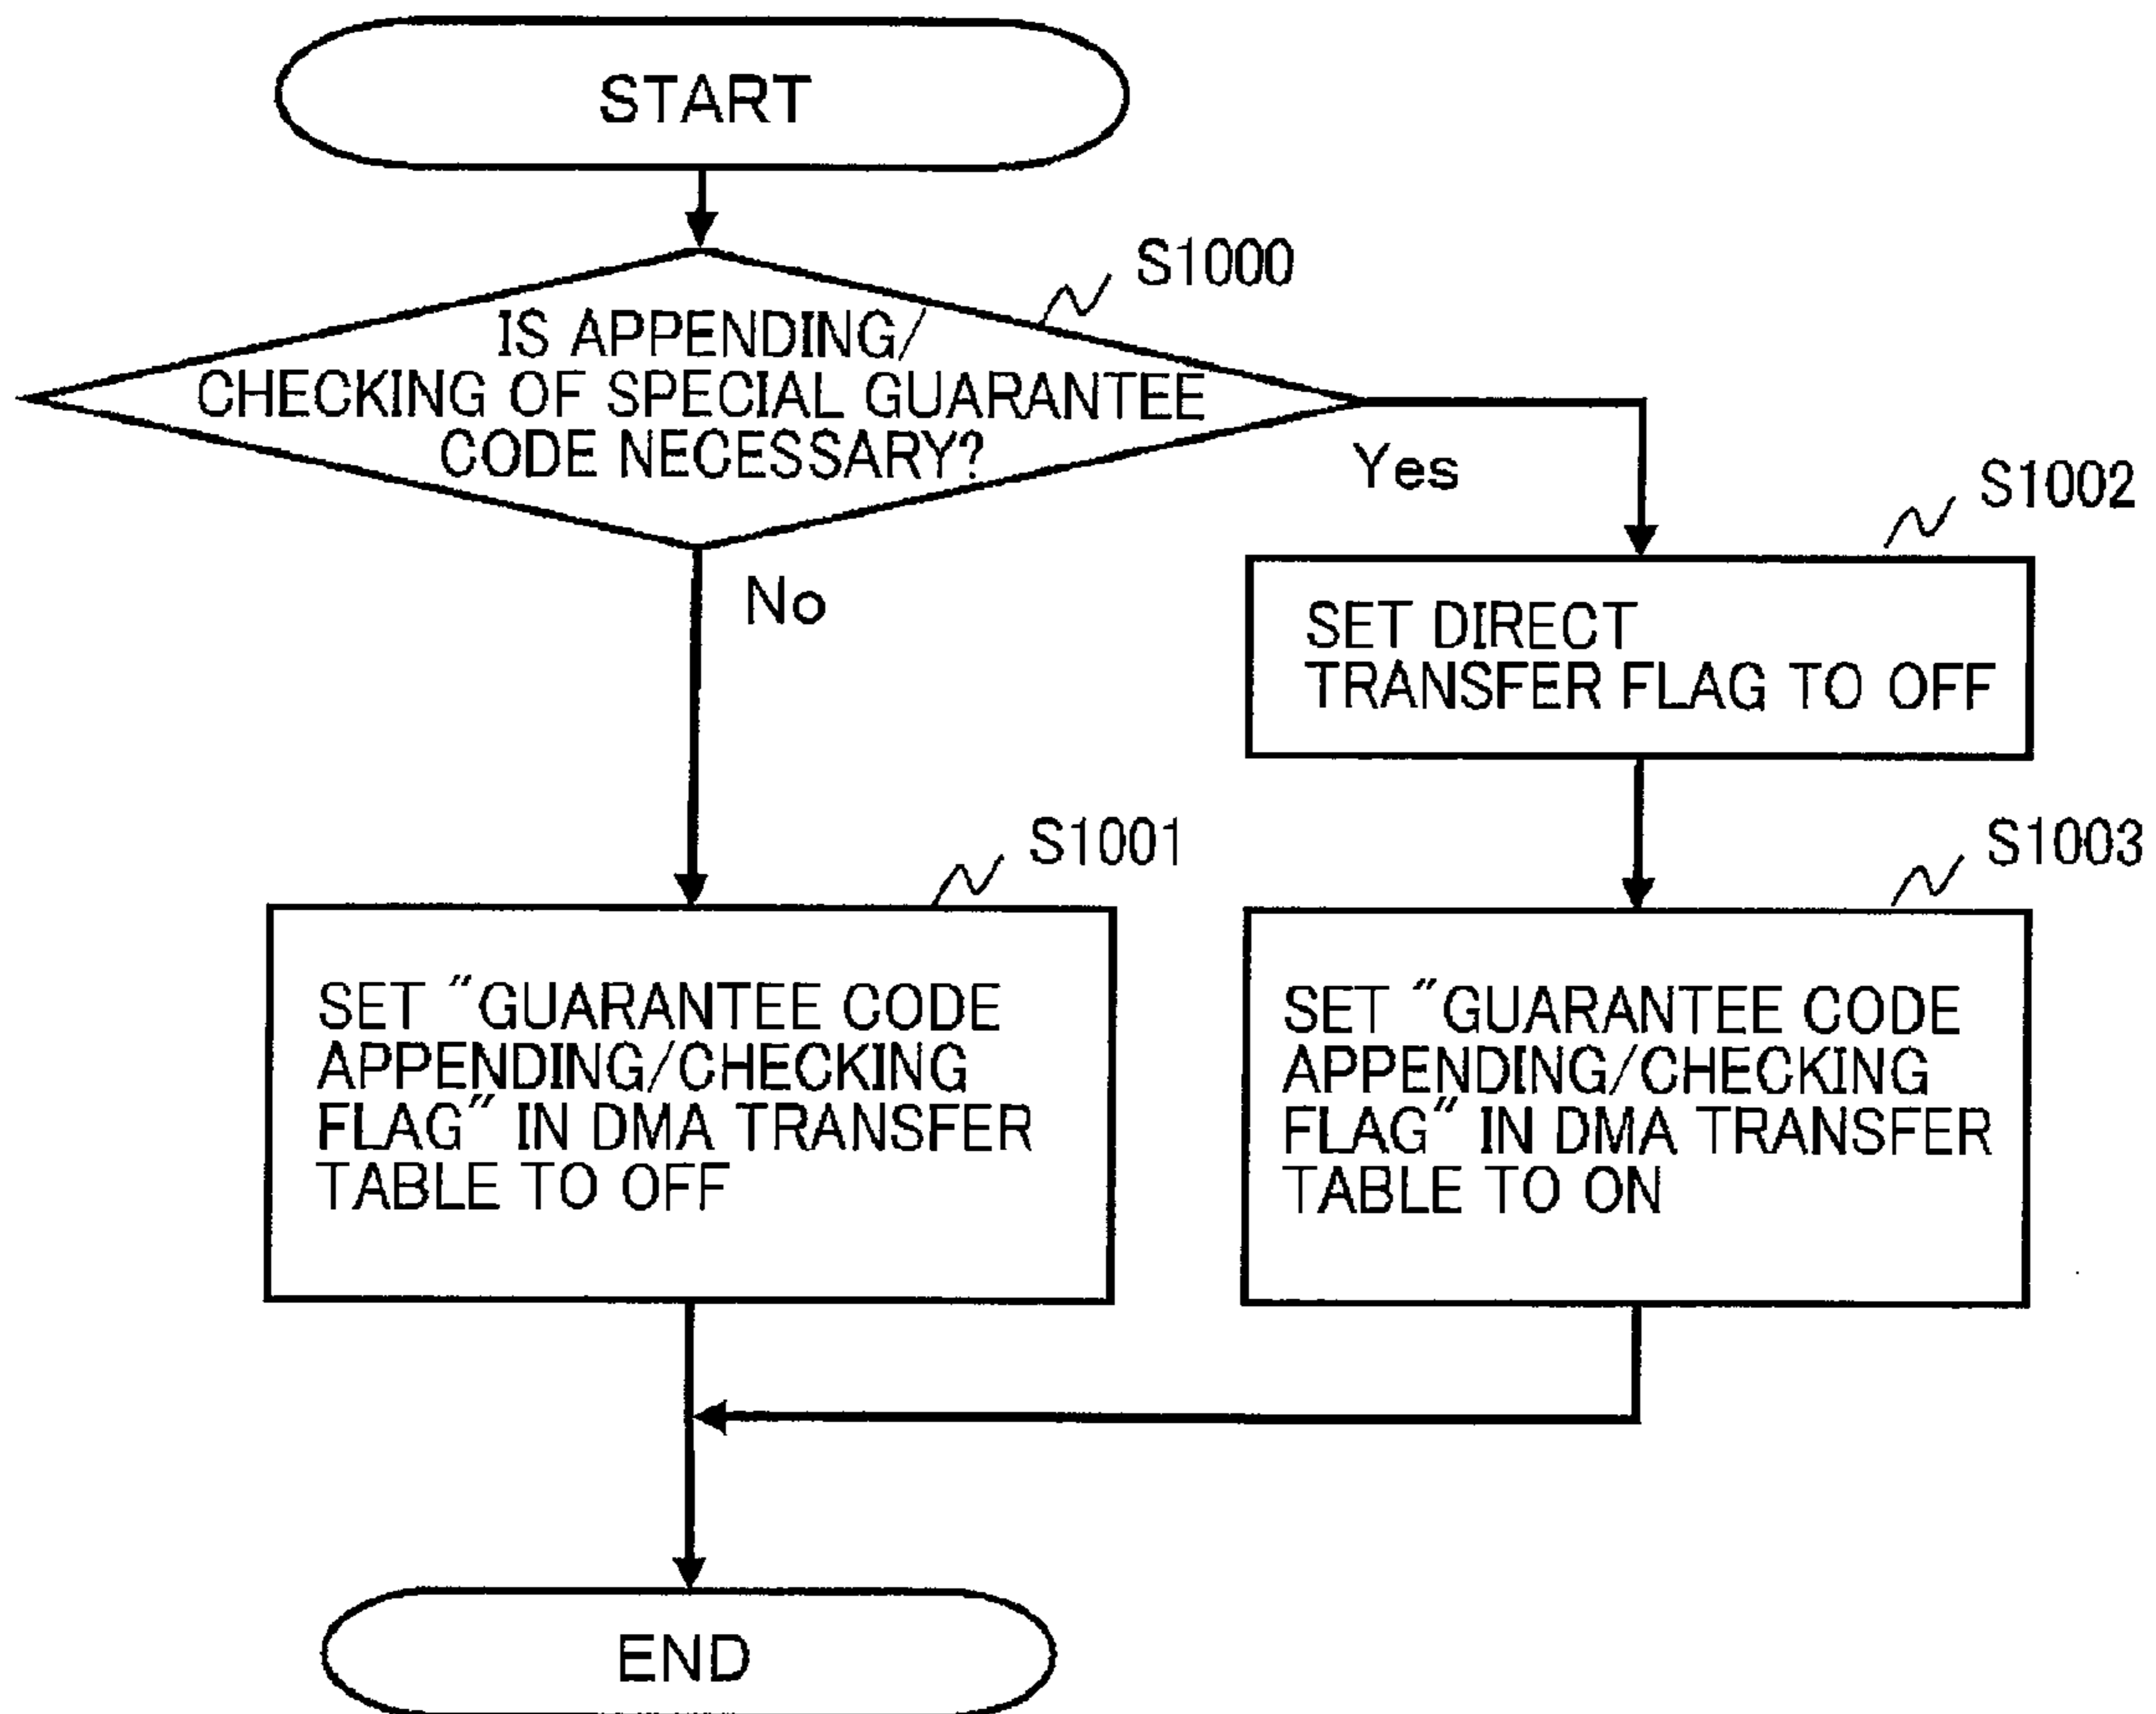 START
S1000
IS APPENDING/
CHECKING OF SPECIAL GUARANTEE
CODE NECESSARY?
Yes
No
S1002
SET DIRECT
TRANSFER FLAG TO OFF
S1001
SET "GUARANTEE CODE
APPENDING/CHECKING
FLAG" IN DMA TRANSFER
TABLE TO OFF
S1003
SET "GUARANTEE CODE
APPENDING/CHECKING
FLAG" IN DMA TRANSFER
TABLE TO ON
END